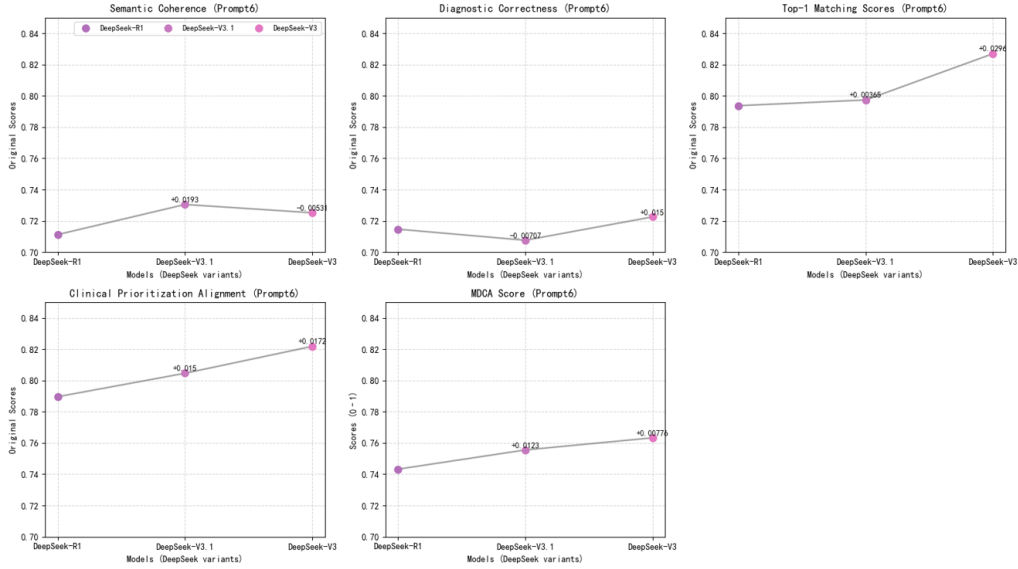 Semantic Coherence (Prompt6)
DeepSeek-R1 DeepSeek-V3.1 DeepSeek-V3
0.84
0.82
0.80
0.78
0.76
0.74
0.72
0.70
Original Scores
+0.0193
-0.00531
DeepSeek-R1 DeepSeek-V3.1 DeepSeek-V3
Models (DeepSeek variants)
Diagnostic Correctness (Prompt6)
0.84
0.82
0.80
0.78
0.76
0.74
0.72
0.70
Original Scores
-0.00707
+0.015
DeepSeek-R1 DeepSeek-V3.1 DeepSeek-V3
Models (DeepSeek variants)
Top-1 Matching Scores (Prompt6)
0.84
0.82
0.80
0.78
0.76
0.74
0.72
0.70
Original Scores
+0.00365
+0.0296
DeepSeek-R1 DeepSeek-V3.1 DeepSeek-V3
Models (DeepSeek variants)
Clinical Prioritization Alignment (Prompt6)
0.84
0.82
0.80
0.78
0.76
0.74
0.72
0.70
Original Scores
+0.015
+0.0172
DeepSeek-R1 DeepSeek-V3.1 DeepSeek-V3
Models (DeepSeek variants)
MDCA Score (Prompt6)
0.84
0.82
0.80
0.78
0.76
0.74
0.72
0.70
Scores (0-1)
+0.0123
+0.00776
DeepSeek-R1 DeepSeek-V3.1 DeepSeek-V3
Models (DeepSeek variants)